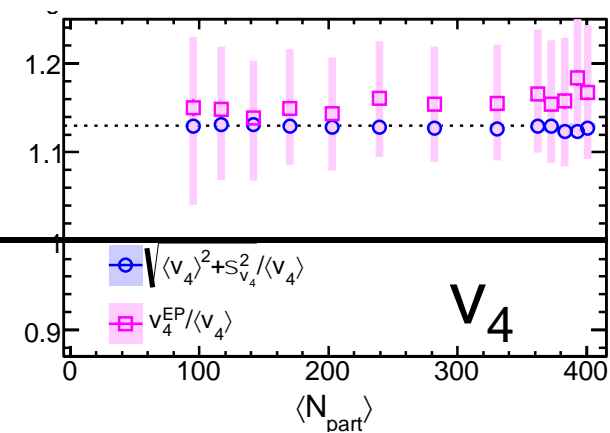 1.2
1.1
1
0.9
√⟨v₄⟩²+s²ᵥ₄/⟨v₄⟩
v₄ᴱᴾ/⟨v₄⟩
v₄
0 100 200 300 400
⟨Nₚₐᵣₜ⟩